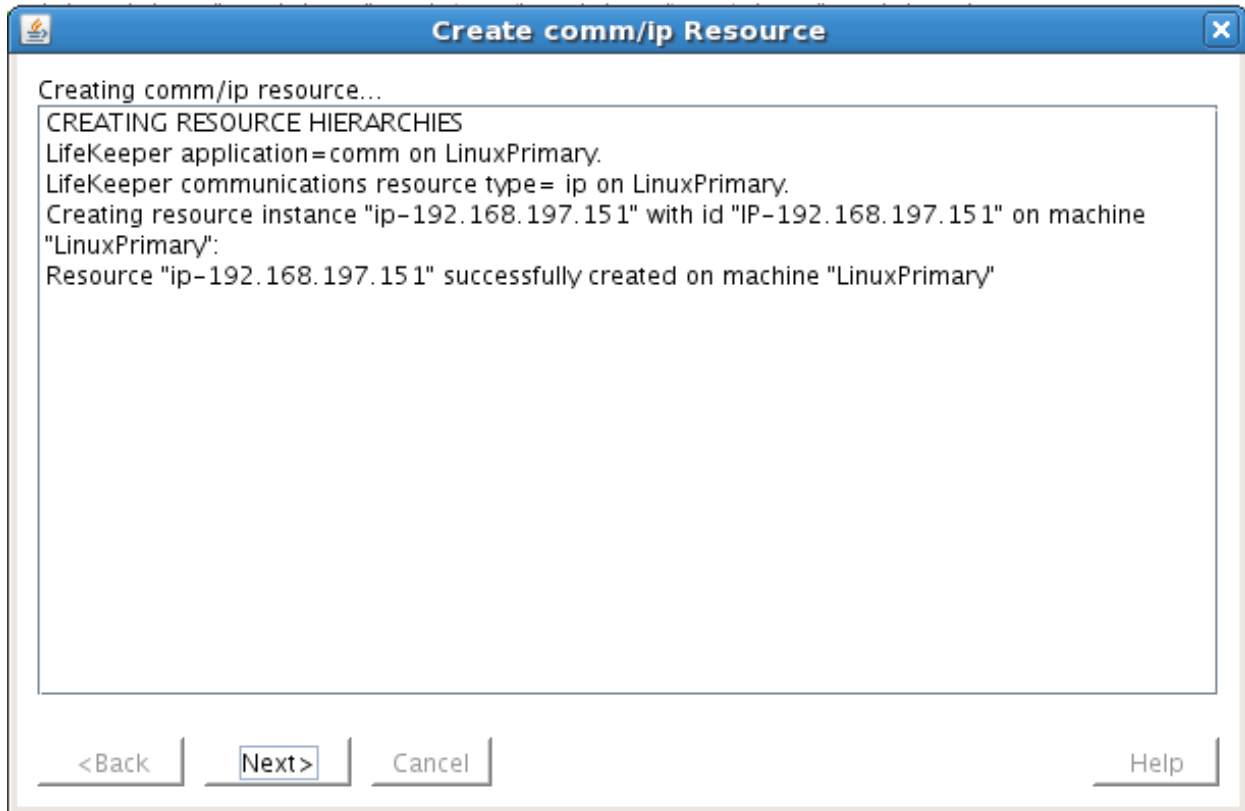 Create comm/ip Resource
Creating comm/ip resource...
CREATING RESOURCE HIERARCHIES
LifeKeeper application=comm on LinuxPrimary.
LifeKeeper communications resource type= ip on LinuxPrimary.
Creating resource instance "ip-192.168.197.151" with id "IP-192.168.197.151" on machine
"LinuxPrimary":
Resource "ip-192.168.197.151" successfully created on machine "LinuxPrimary"
<Back Next> Cancel Help